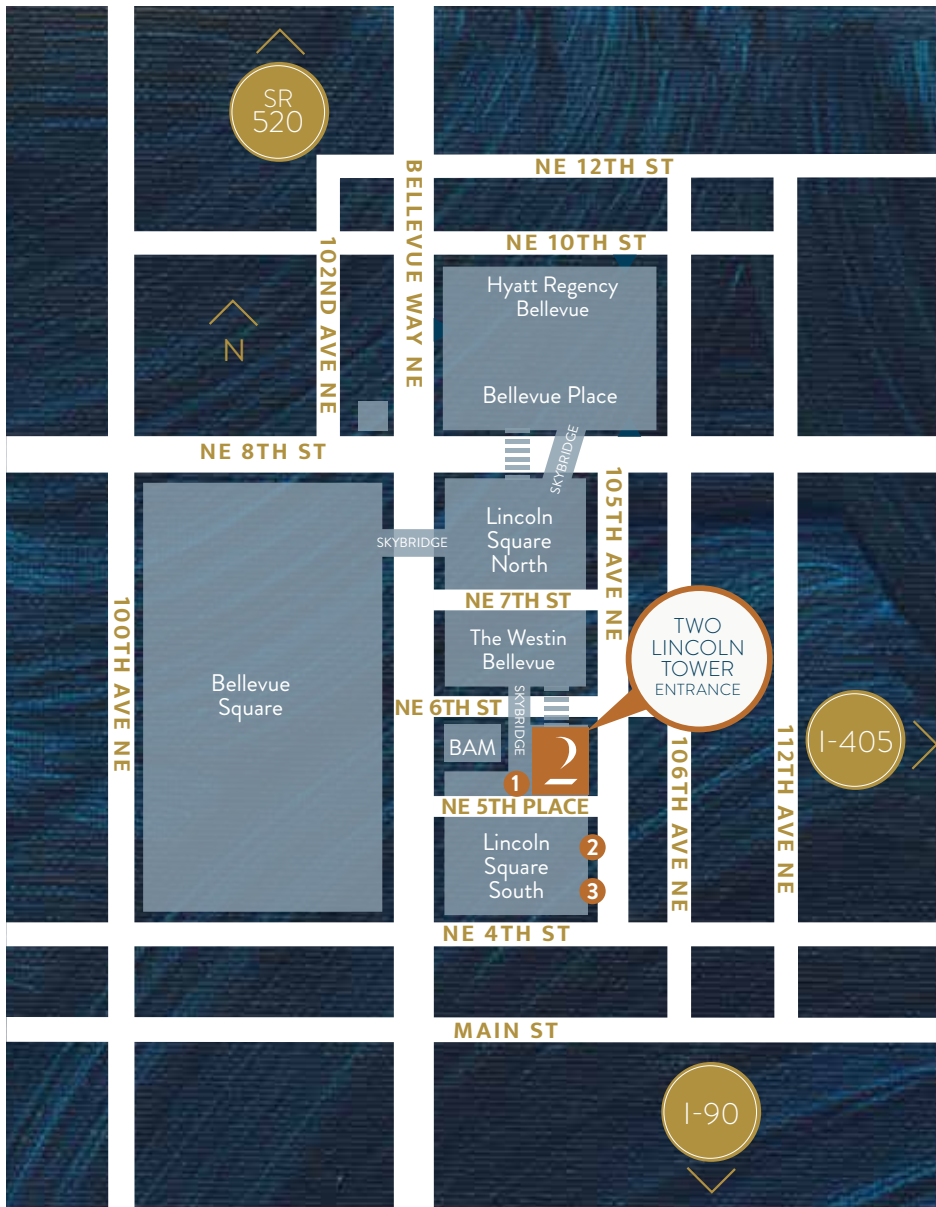 SR
520
NE 12TH ST
BELLEVUE WAY NE
NE 10TH ST
102ND AVE NE
Hyatt Regency
Bellevue
N
Bellevue Place
NE 8TH ST
SKYBRIDGE
105TH AVE NE
Lincoln
Square
North
SKYBRIDGE
NE 7TH ST
100TH AVE NE
TWO
LINCOLN
TOWER
ENTRANCE
The Westin
Bellevue
Bellevue
Square
NE 6TH ST
SKYBRIDGE
BAM
2
I-405
106TH AVE NE
112TH AVE NE
1
NE 5TH PLACE
Lincoln
Square
South
2
3
NE 4TH ST
MAIN ST
I-90